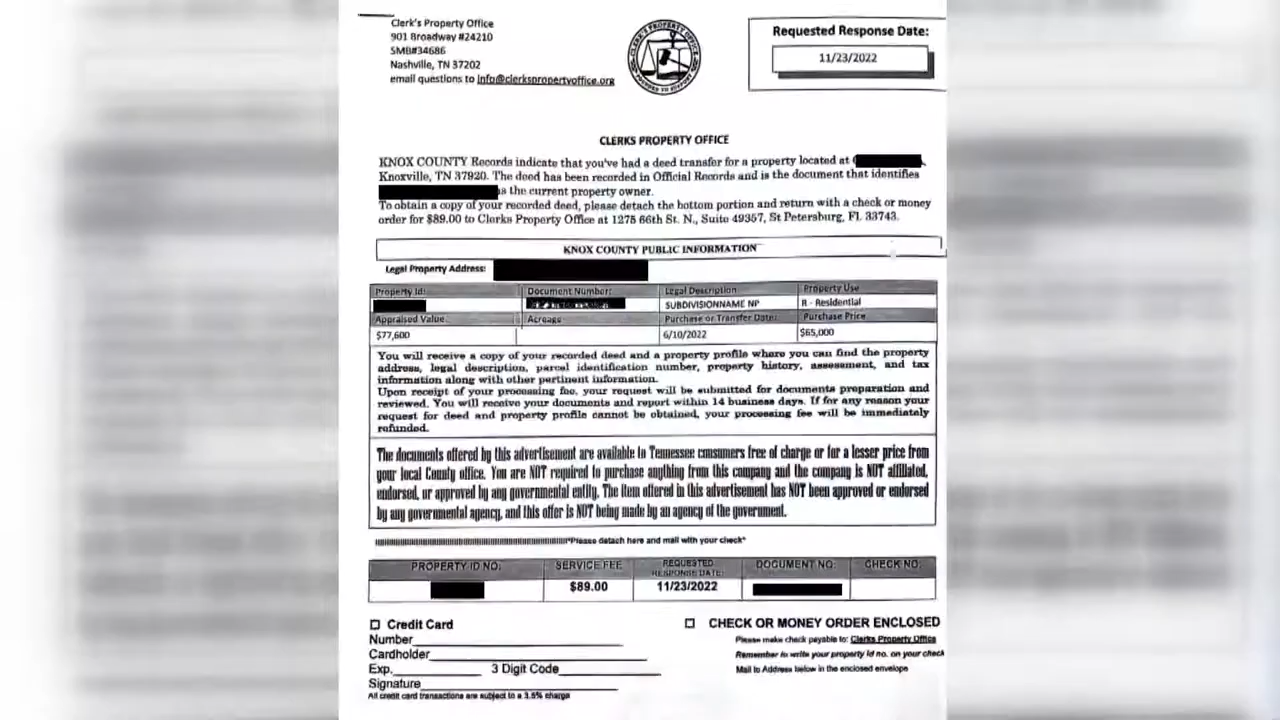 Clerk's Property Office
901 Broadway #24210
SMB#34686
Nashville, TN 37202
email questions to info@clerkspropertyoffice.org
CLERK'S PROPERTY OFFICE
Requested Response Date:
11/23/2022
CLERKS PROPERTY OFFICE
KNOX COUNTY Records indicate that you've had a deed transfer for a property located at
Knoxville, TN 37920. The deed has been recorded in Official Records and is the document that identifies
as the current property owner.
To obtain a copy of your recorded deed, please detach the bottom portion and return with a check or money
order for $89.00 to Clerks Property Office at 1275 66th St. N., Suite 49357, St Petersburg, FL 33743.
KNOX COUNTY PUBLIC INFORMATION
Legal Property Address:
Property Id: Document Number: Legal Description Property Use
SUBDIVISIONNAME NP R - Residential
Appraised Value Acreage Purchase or Transfer Date: Purchase Price
$77,600 6/10/2022 $65,000
You will receive a copy of your recorded deed and a property profile where you can find the property
address, legal description, parcel identification number, property history, assessment, and tax
information along with other pertinent information.
Upon receipt of your processing fee, your request will be submitted for documents preparation and
reviewed. You will receive your documents and report within 14 business days. If for any reason your
request for deed and property profile cannot be obtained, your processing fee will be immediately
refunded.
The documents offered by this advertisement are available to Tennessee consumers free of charge or for a lesser price from
your local County office. You are NOT required to purchase anything from this company and the company is NOT affiliated,
endorsed, or approved by any governmental entity. The item offered in this advertisement has NOT been approved or endorsed
by any governmental agency, and this offer is NOT being made by an agency of the government.
*Please detach here and mail with your check*
PROPERTY ID NO: SERVICE FEE REQUESTED RESPONSE DATE: DOCUMENT NO: CHECK NO:
$89.00 11/23/2022
Credit Card
Number
Cardholder
Exp. 3 Digit Code
Signature
All credit card transactions are subject to a 3.5% charge
CHECK OR MONEY ORDER ENCLOSED
Please make check payable to: Clerks Property Office
Remember to write your property id no. on your check
Mail to Address below in the enclosed envelope